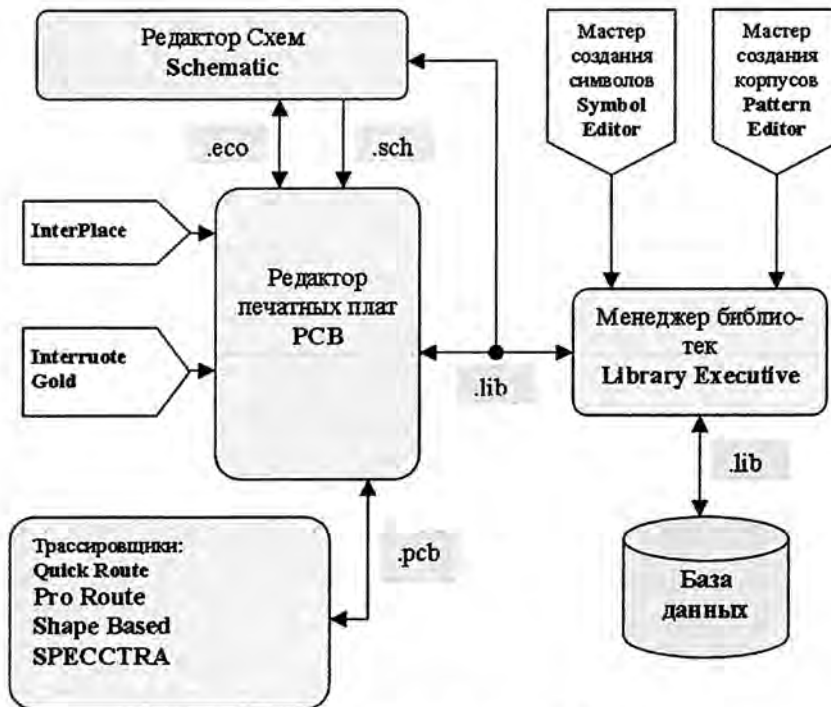 Редактор Схем
Schematic
Мастер
создания
символов
Symbol
Editor
Мастер
создания
корпусов
Pattern
Editor
.eco
.sch
InterPlace
Редактор
печатных плат
PCB
Interruote
Gold
.lib
Менеджер библио-
тек
Library Executive
.lib
.pcb
Трассировщики:
Quick Route
Pro Route
Shape Based
SPECCTRA
База
данных